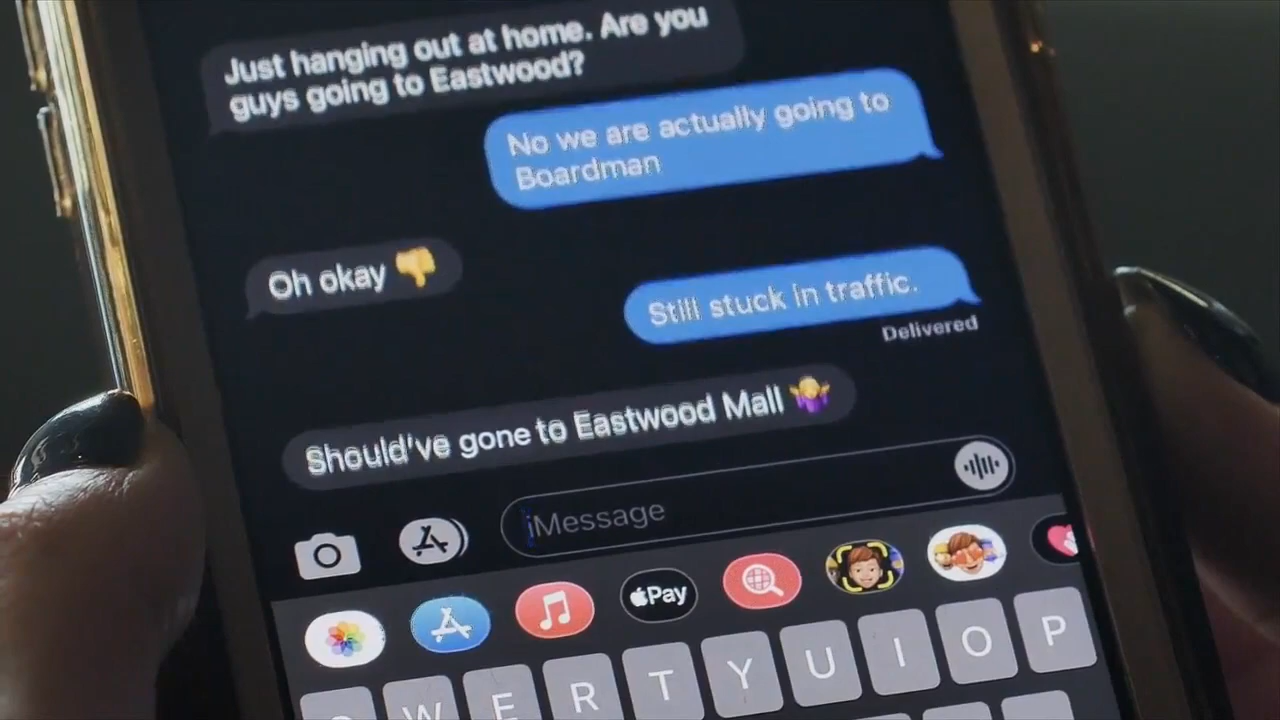 Just hanging out at home. Are you
guys going to Eastwood?
No we are actually going to
Boardman
Oh okay 👎
Still stuck in traffic.
Delivered
Should've gone to Eastwood Mall 🤷‍♀️
iMessage
Pay
W E R T Y U I O P